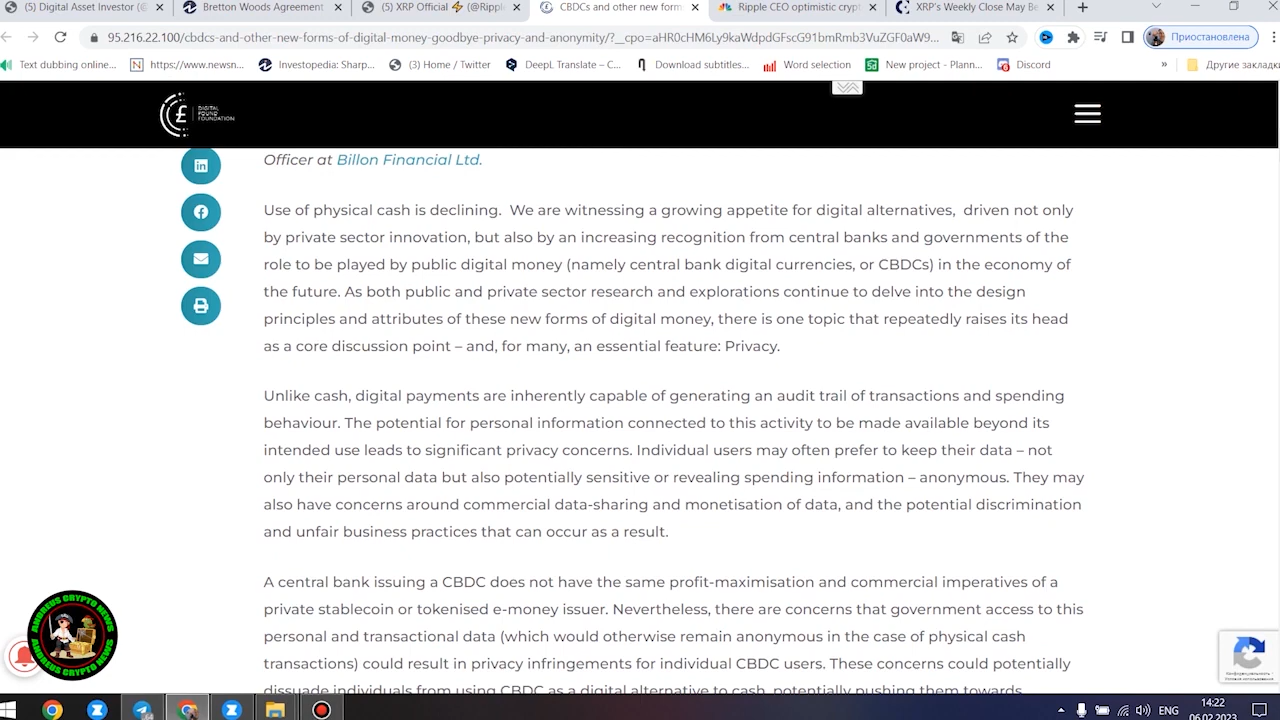 (5) Digital Asset Investor (@
Bretton Woods Agreement
(5) XRP Official ⚡ (@Ripple
CBDCs and other new form
Ripple CEO optimistic crypt
XRP's Weekly Close May Be
95.216.22.100/cbdcs-and-other-new-forms-of-digital-money-goodbye-privacy-and-anonymity/?__cpo=aHR0cHM6Ly9kaWdpdGFscG91bmRmb3VuZGF0aW9...
Приостановлена
Text dubbing online...
https://www.newsn...
Investopedia: Sharp...
(3) Home / Twitter
DeepL Translate – C...
Download subtitles...
Word selection
New project - Plann...
Discord
»
Другие закладки
DIGITAL
POUND
FOUNDATION
Officer at Billon Financial Ltd.
Use of physical cash is declining.  We are witnessing a growing appetite for digital alternatives,  driven not only
by private sector innovation, but also by an increasing recognition from central banks and governments of the
role to be played by public digital money (namely central bank digital currencies, or CBDCs) in the economy of
the future. As both public and private sector research and explorations continue to delve into the design
principles and attributes of these new forms of digital money, there is one topic that repeatedly raises its head
as a core discussion point – and, for many, an essential feature: Privacy.
Unlike cash, digital payments are inherently capable of generating an audit trail of transactions and spending
behaviour. The potential for personal information connected to this activity to be made available beyond its
intended use leads to significant privacy concerns. Individual users may often prefer to keep their data – not
only their personal data but also potentially sensitive or revealing spending information – anonymous. They may
also have concerns around commercial data-sharing and monetisation of data, and the potential discrimination
and unfair business practices that can occur as a result.
A central bank issuing a CBDC does not have the same profit-maximisation and commercial imperatives of a
private stablecoin or tokenised e-money issuer. Nevertheless, there are concerns that government access to this
personal and transactional data (which would otherwise remain anonymous in the case of physical cash
transactions) could result in privacy infringements for individual CBDC users. These concerns could potentially
dissuade individuals from using CBDC as a digital alternative to cash, potentially pushing them towards
ANDREUS CRYPTO NEWS
ANDREUS CRYPTO NEWS
Конфиденциальность -
Условия использования
ENG
14:22
06.02.2023